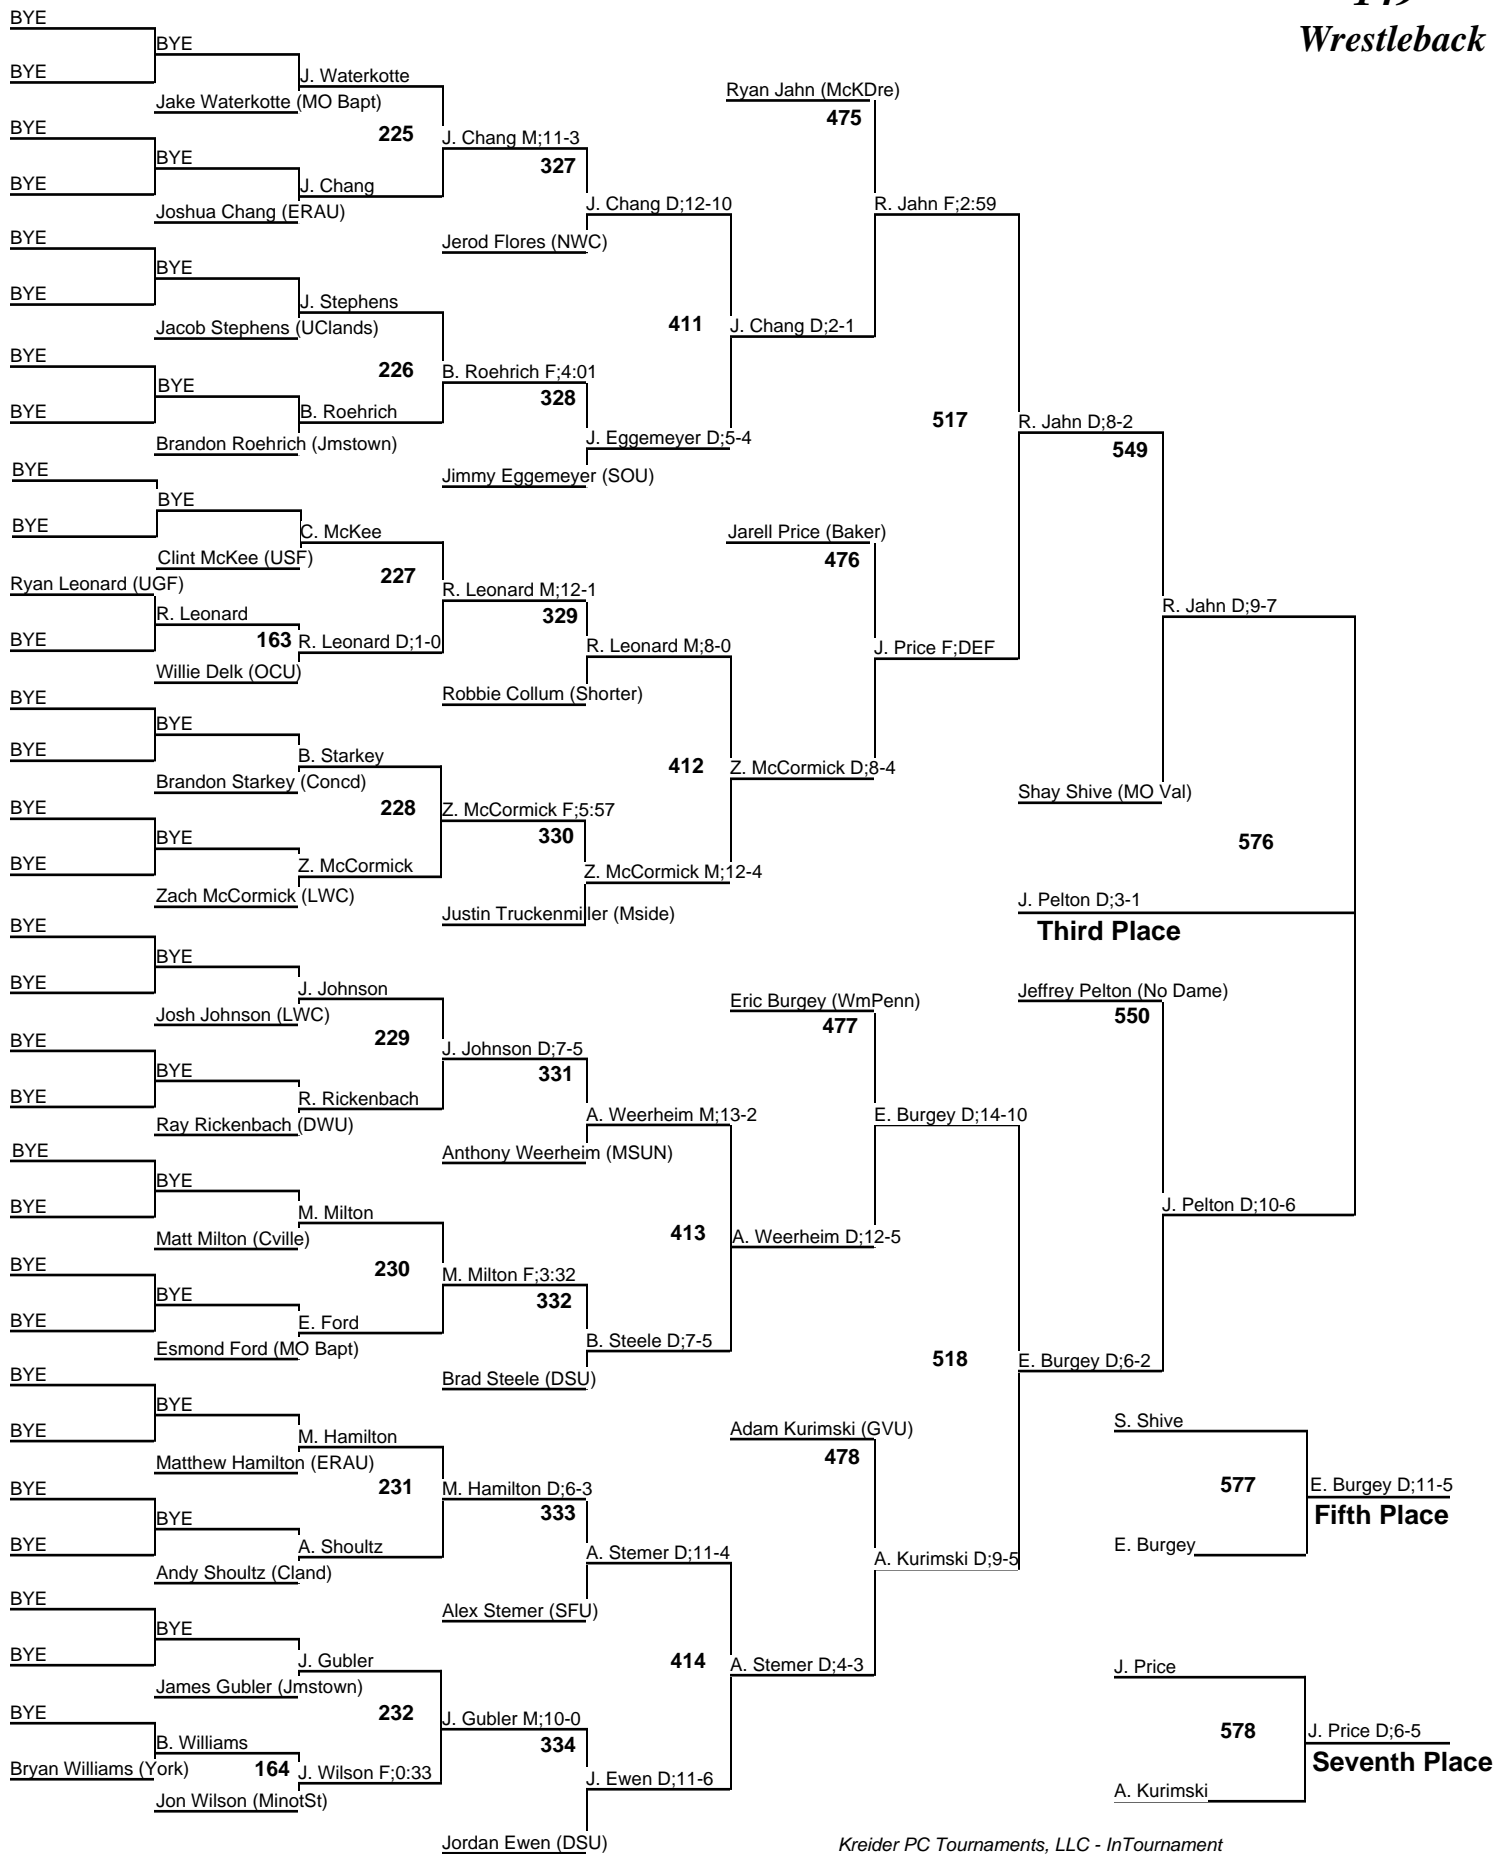 Wrestleback
BYE
BYE
BYE
J. Waterkotte
Jake Waterkotte (MO Bapt)
225
BYE
BYE
BYE
J. Chang
Joshua Chang (ERAU)
J. Chang M;11-3
327
J. Chang D;12-10
Jerod Flores (NWC)
BYE
BYE
BYE
J. Stephens
Jacob Stephens (UClands)
226
BYE
BYE
BYE
B. Roehrich
Brandon Roehrich (Jmstown)
B. Roehrich F;4:01
328
J. Eggemeyer D;5-4
Jimmy Eggemeyer (SOU)
411
J. Chang D;2-1
Ryan Jahn (McKDre)
475
R. Jahn F;2:59
BYE
BYE
BYE
C. McKee
Clint McKee (USF)
227
Ryan Leonard (UGF)
R. Leonard
BYE
163
R. Leonard D;1-0
Willie Delk (OCU)
R. Leonard M;12-1
329
R. Leonard M;8-0
Robbie Collum (Shorter)
BYE
BYE
BYE
B. Starkey
Brandon Starkey (Concd)
228
BYE
BYE
BYE
Z. McCormick
Zach McCormick (LWC)
Z. McCormick F;5:57
330
Z. McCormick M;12-4
Justin Truckenmiller (Mside)
412
Z. McCormick D;8-4
Jarell Price (Baker)
476
J. Price F;DEF
517
R. Jahn D;8-2
549
R. Jahn D;9-7
Shay Shive (MO Val)
576
J. Pelton D;3-1
Third Place
BYE
BYE
BYE
J. Johnson
Josh Johnson (LWC)
229
BYE
BYE
BYE
R. Rickenbach
Ray Rickenbach (DWU)
J. Johnson D;7-5
331
A. Weerheim M;13-2
Anthony Weerheim (MSUN)
BYE
BYE
BYE
M. Milton
Matt Milton (Cville)
230
BYE
BYE
BYE
E. Ford
Esmond Ford (MO Bapt)
M. Milton F;3:32
332
B. Steele D;7-5
Brad Steele (DSU)
413
A. Weerheim D;12-5
Eric Burgey (WmPenn)
477
E. Burgey D;14-10
BYE
BYE
BYE
M. Hamilton
Matthew Hamilton (ERAU)
231
BYE
BYE
BYE
A. Shoultz
Andy Shoultz (Cland)
M. Hamilton D;6-3
333
A. Stemer D;11-4
Alex Stemer (SFU)
BYE
BYE
BYE
J. Gubler
James Gubler (Jmstown)
232
BYE
B. Williams
Bryan Williams (York)
164
J. Wilson F;0:33
Jon Wilson (MinotSt)
J. Gubler M;10-0
334
J. Ewen D;11-6
Jordan Ewen (DSU)
414
A. Stemer D;4-3
Adam Kurimski (GVU)
478
A. Kurimski D;9-5
518
E. Burgey D;6-2
Jeffrey Pelton (No Dame)
550
J. Pelton D;10-6
S. Shive
577
E. Burgey D;11-5
Fifth Place
E. Burgey
J. Price
578
J. Price D;6-5
Seventh Place
A. Kurimski
Kreider PC Tournaments, LLC - InTournament